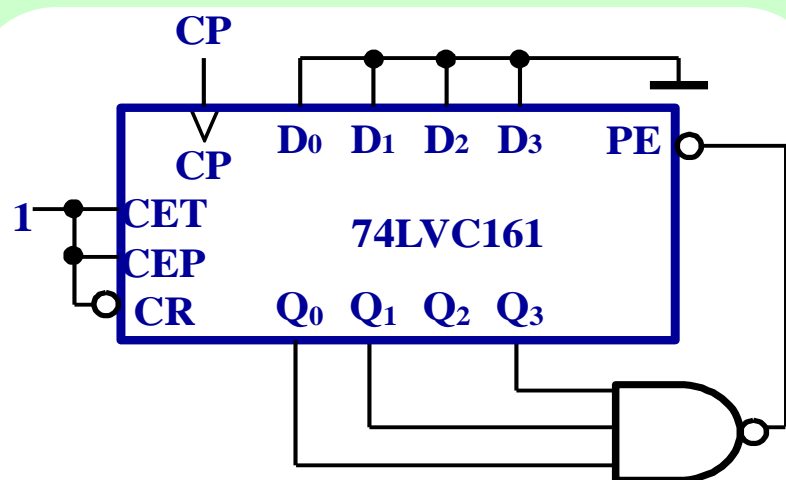 CP
D₀ D₁ D₂ D₃ PE
CP
1 CET
74LVC161
CEP
CR Q₀ Q₁ Q₂ Q₃